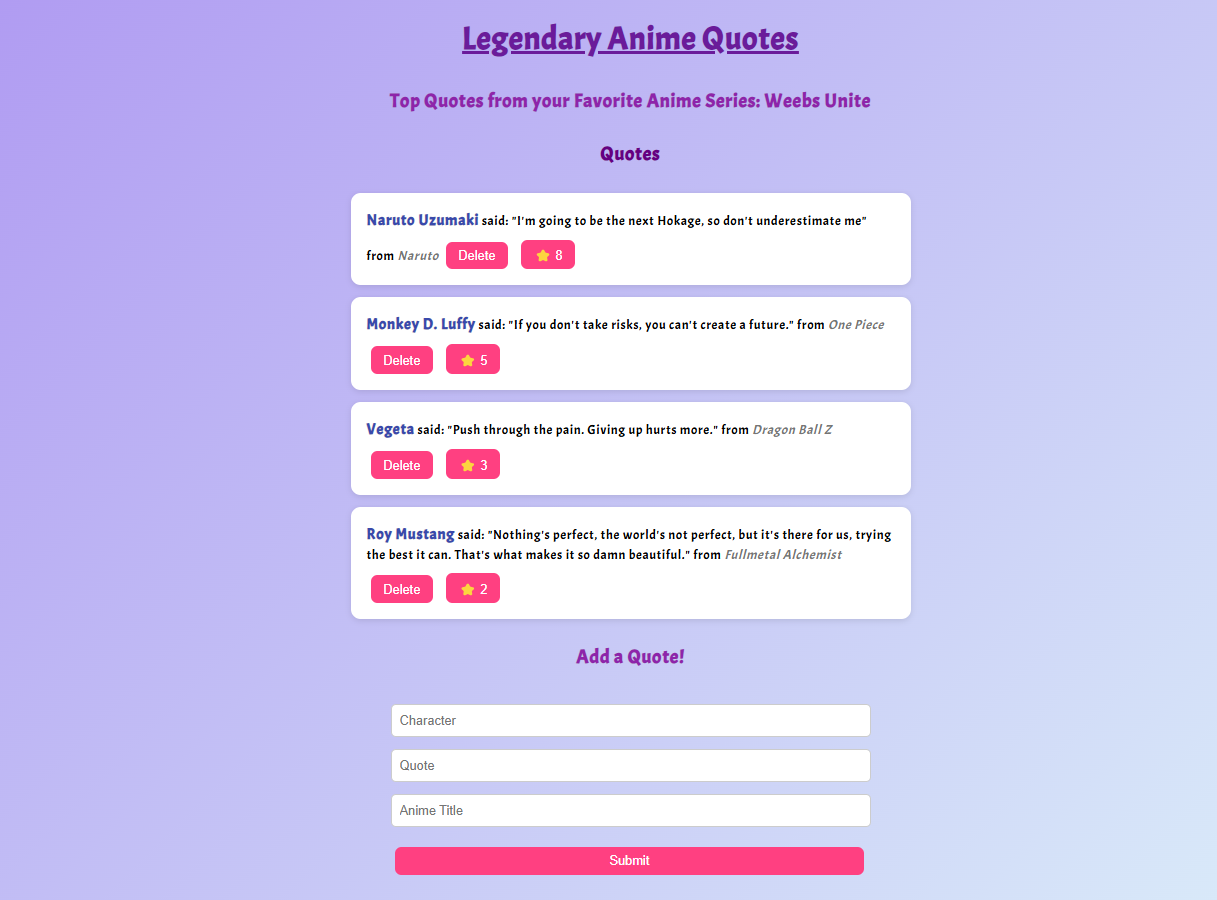 Legendary Anime Quotes
Top Quotes from your Favorite Anime Series: Weebs Unite
Quotes
Naruto Uzumaki said: "I'm going to be the next Hokage, so don't underestimate me"
from Naruto Delete ⭐ 8
Monkey D. Luffy said: "If you don't take risks, you can't create a future." from One Piece
Delete ⭐ 5
Vegeta said: "Push through the pain. Giving up hurts more." from Dragon Ball Z
Delete ⭐ 3
Roy Mustang said: "Nothing's perfect, the world's not perfect, but it's there for us, trying
the best it can. That's what makes it so damn beautiful." from Fullmetal Alchemist
Delete ⭐ 2
Add a Quote!
Character
Quote
Anime Title
Submit